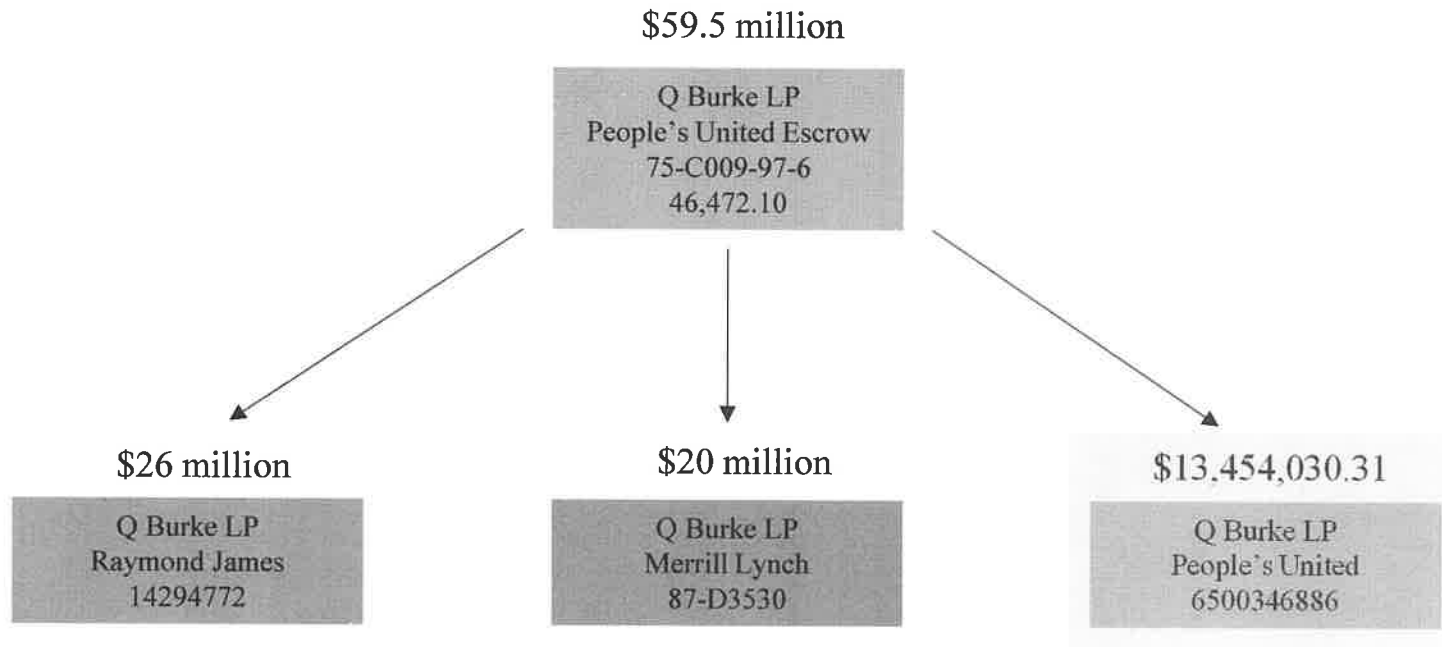 $59.5 million
Q Burke LP
People's United Escrow
75-C009-97-6
46,472.10
$26 million
Q Burke LP
Raymond James
14294772
$20 million
Q Burke LP
Merrill Lynch
87-D3530
$13,454,030.31
Q Burke LP
People's United
6500346886